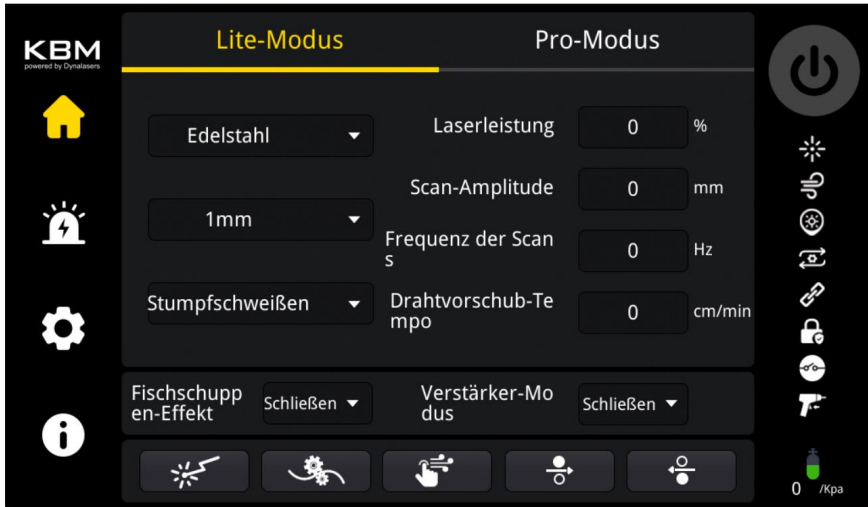 KBM
powered by Dynalasers
Lite-Modus
Pro-Modus
Edelstahl
1mm
Stumpfschweißen
Laserleistung
0
%
Scan-Amplitude
0
mm
Frequenz der Scan
s
0
Hz
Drahtvorschub-Te
mpo
0
cm/min
Fischschupp
en-Effekt
Schließen
Verstärker-Mo
dus
Schließen
0
/Kpa